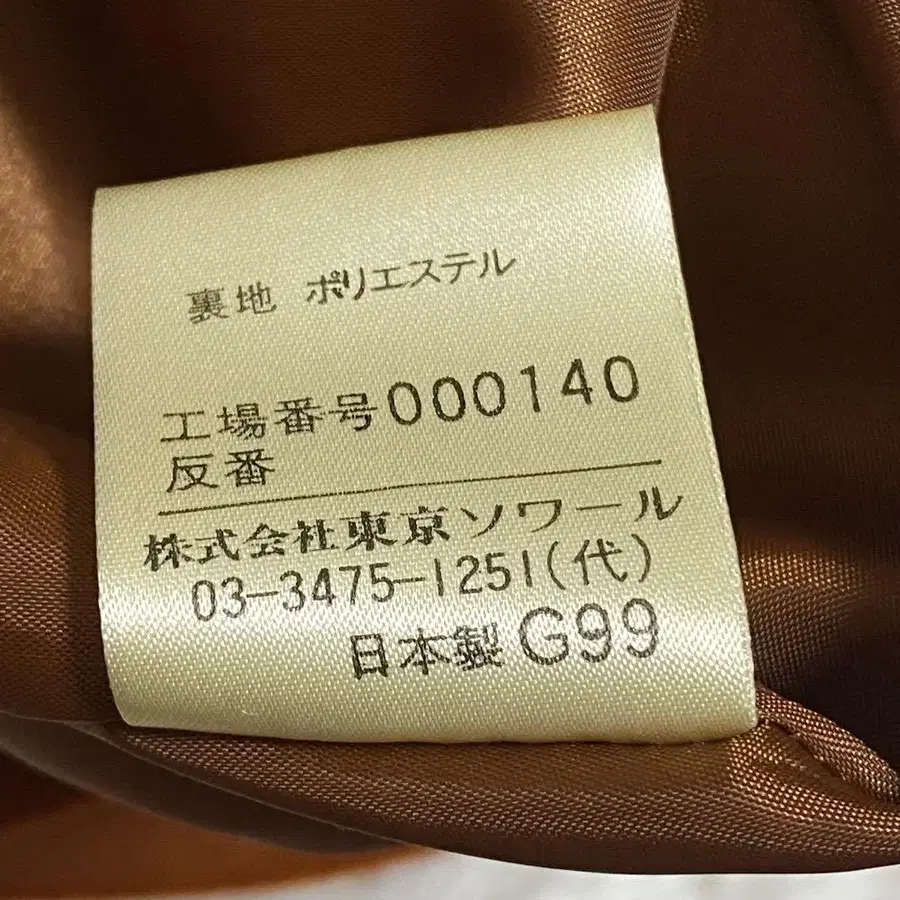 裏地 ポリエステル
工場番号000140
反番
株式会社東京ソワール
03-3475-1251(代)
日本製 G99